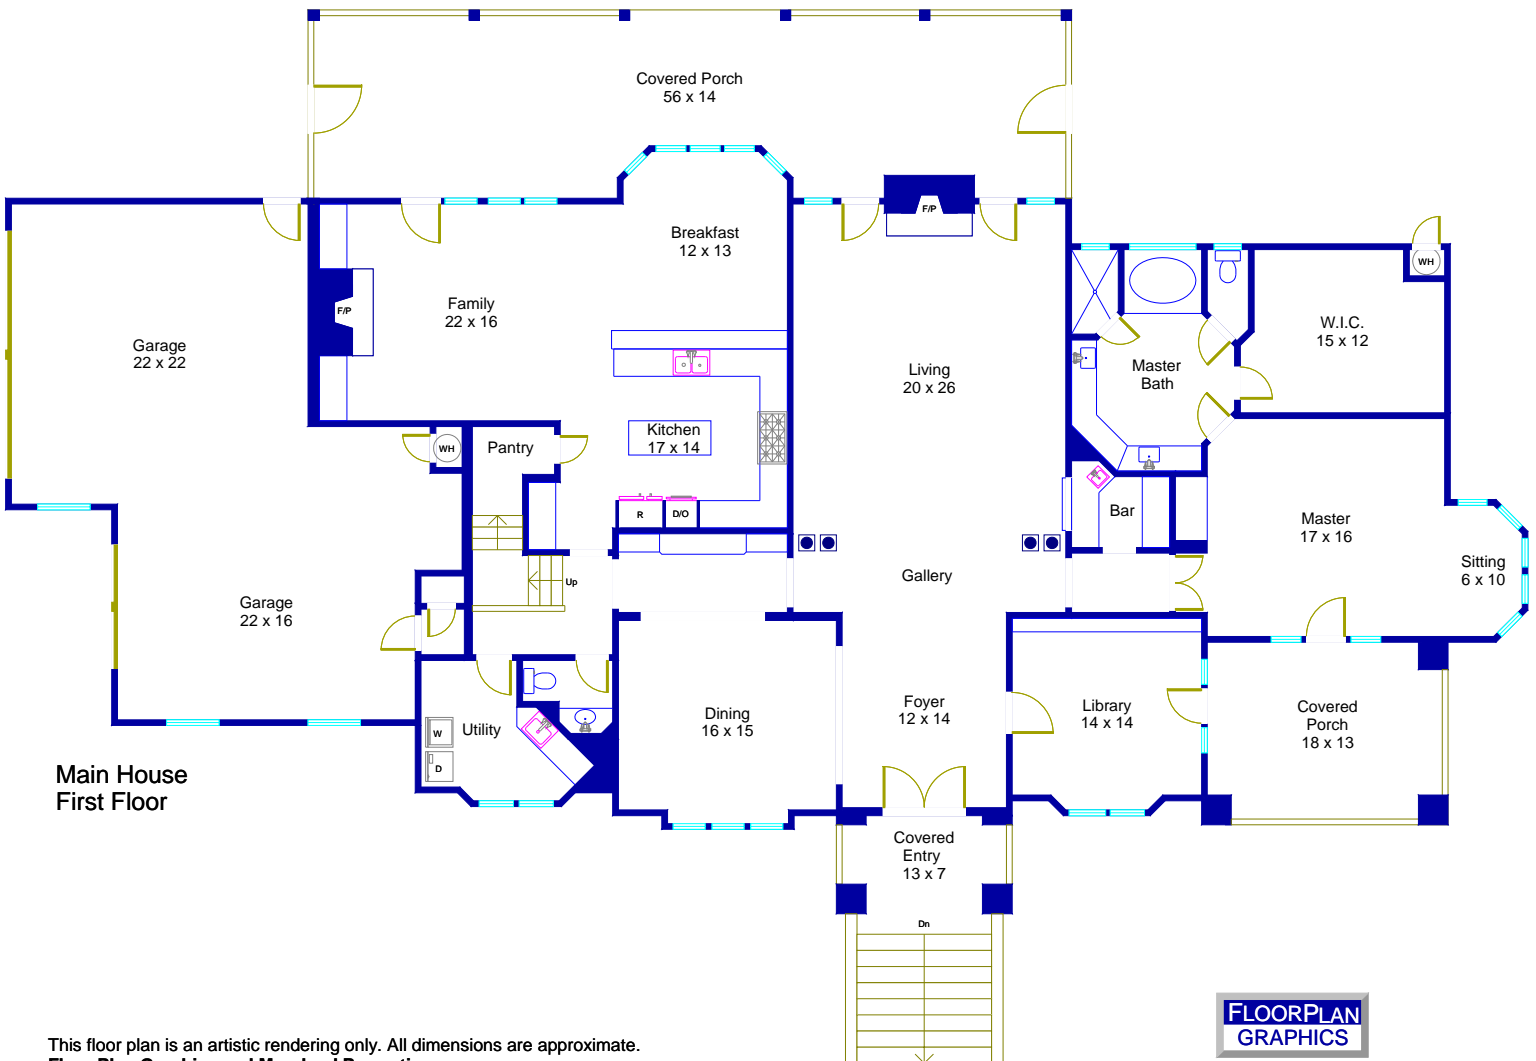 Covered Porch
56 x 14
F/P
Breakfast
12 x 13
WH
Family
22 x 16
F/P
Garage
22 x 22
W.I.C.
15 x 12
Living
20 x 26
Master
Bath
Kitchen
17 x 14
Pantry
WH
R
D/O
Bar
Master
17 x 16
Sitting
6 x 10
Gallery
Up
Garage
22 x 16
Foyer
12 x 14
Library
14 x 14
Covered
Porch
18 x 13
Dining
16 x 15
Utility
W
D
Main House
First Floor
Covered
Entry
13 x 7
Dn
FLOORPLAN
GRAPHICS
This floor plan is an artistic rendering only. All dimensions are approximate.